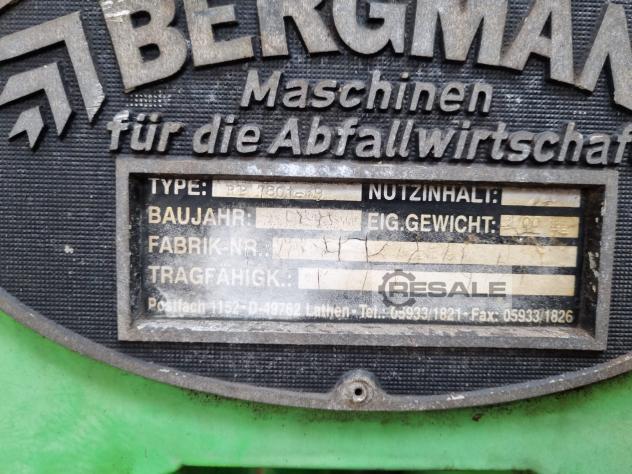 BERGMAN
Maschinen
für die Abfallwirtschaf
TYPE: NUTZINHALT:
BAUJAHR: EIG.GEWICHT:
FABRIK-NR.:
TRAGFÄHIGK.:
RESALE
Postfach 1152-D-49762 Lathen-Tel.: 05933/1821-Fax: 05933/1826